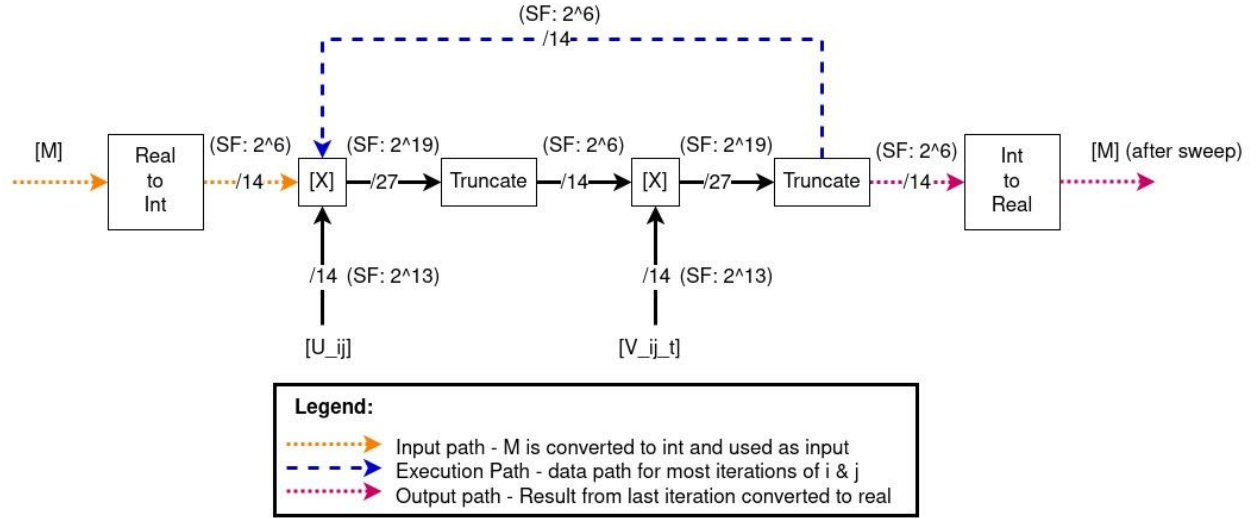 (SF: 2^6)
/14
[M]
Real
to
Int
(SF: 2^6)
/14
[X]
(SF: 2^19)
/27
Truncate
(SF: 2^6)
/14
[X]
(SF: 2^19)
/27
Truncate
(SF: 2^6)
/14
Int
to
Real
[M] (after sweep)
/14 (SF: 2^13)
[U_ij]
/14 (SF: 2^13)
[V_ij_t]
Legend:
Input path - M is converted to int and used as input
Execution Path - data path for most iterations of i & j
Output path - Result from last iteration converted to real